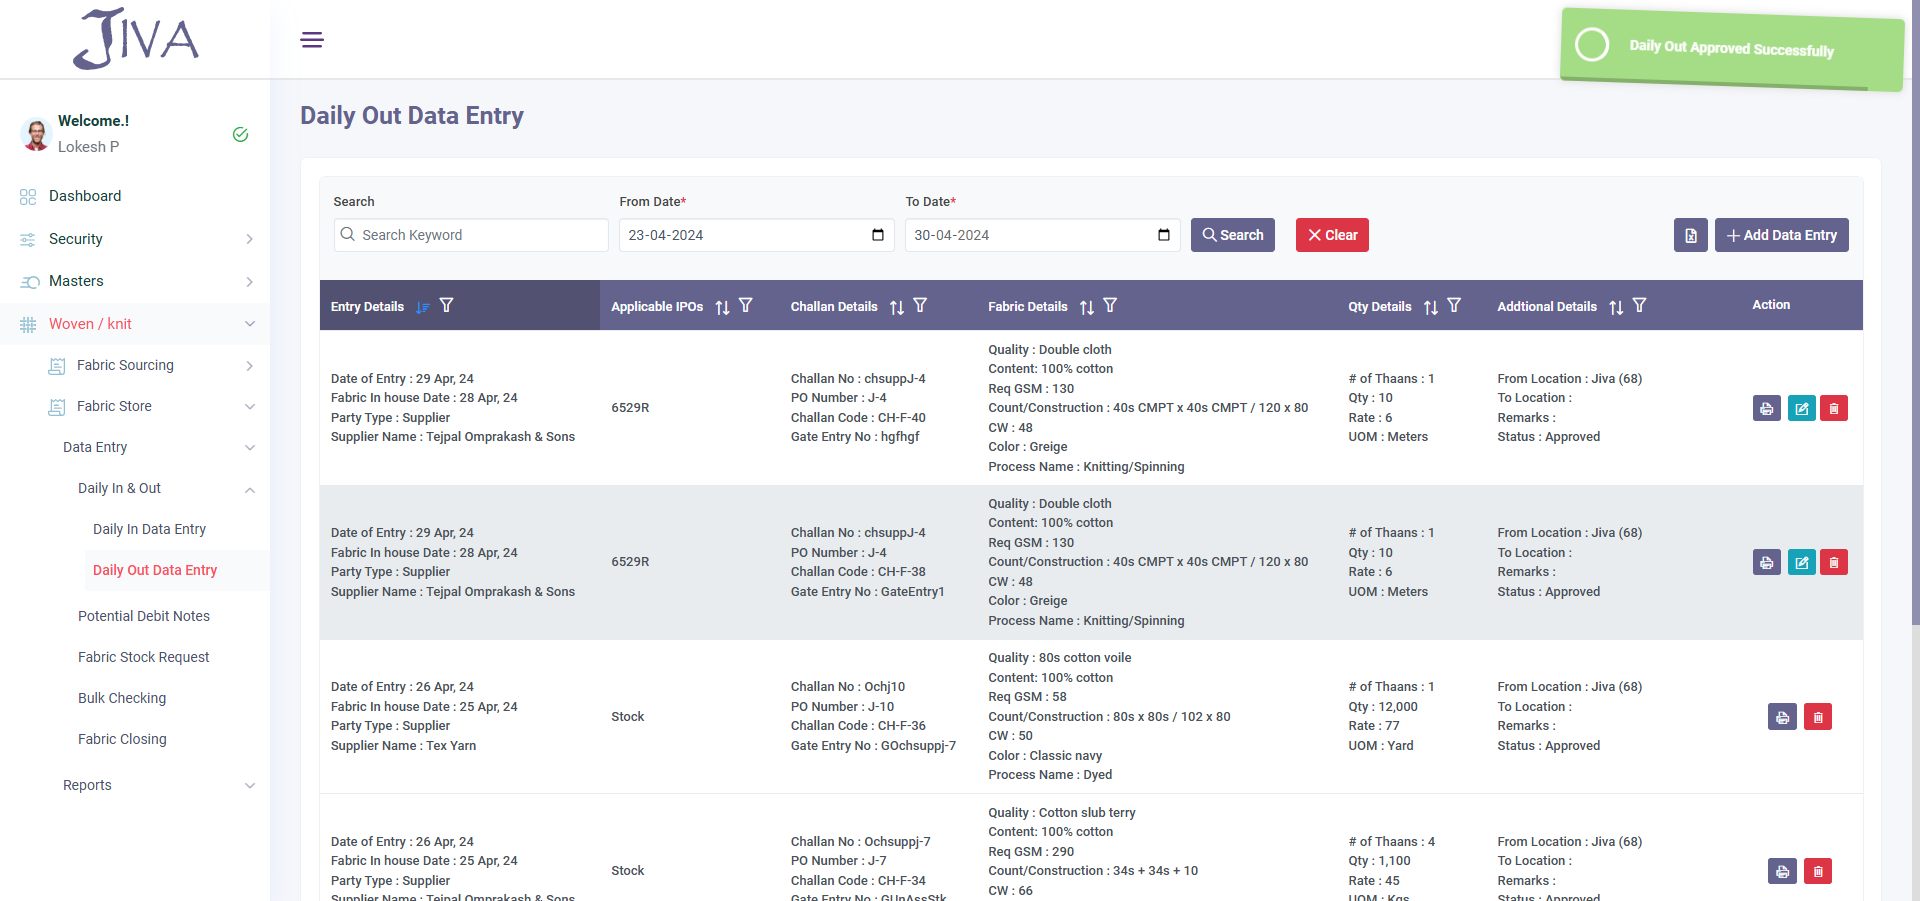 JIVA
Daily Out Approved Successfully
Welcome.!
Lokesh P
Dashboard
Security
Masters
Woven / knit
Fabric Sourcing
Fabric Store
Data Entry
Daily In & Out
Daily In Data Entry
Daily Out Data Entry
Potential Debit Notes
Fabric Stock Request
Bulk Checking
Fabric Closing
Reports
Daily Out Data Entry
Search From Date* To Date*
Search Keyword 23-04-2024 30-04-2024 Search Clear Add Data Entry
Entry Details Applicable IPOs Challan Details Fabric Details Qty Details Addtional Details Action
Date of Entry : 29 Apr, 24
Fabric In house Date : 28 Apr, 24
Party Type : Supplier
Supplier Name : Tejpal Omprakash & Sons
6529R
Challan No : chsuppJ-4
PO Number : J-4
Challan Code : CH-F-40
Gate Entry No : hgfhgf
Quality : Double cloth
Content: 100% cotton
Req GSM : 130
Count/Construction : 40s CMPT x 40s CMPT / 120 x 80
CW : 48
Color : Greige
Process Name : Knitting/Spinning
# of Thaans : 1
Qty : 10
Rate : 6
UOM : Meters
From Location : Jiva (68)
To Location :
Remarks :
Status : Approved
Date of Entry : 29 Apr, 24
Fabric In house Date : 28 Apr, 24
Party Type : Supplier
Supplier Name : Tejpal Omprakash & Sons
6529R
Challan No : chsuppJ-4
PO Number : J-4
Challan Code : CH-F-38
Gate Entry No : GateEntry1
Quality : Double cloth
Content: 100% cotton
Req GSM : 130
Count/Construction : 40s CMPT x 40s CMPT / 120 x 80
CW : 48
Color : Greige
Process Name : Knitting/Spinning
# of Thaans : 1
Qty : 10
Rate : 6
UOM : Meters
From Location : Jiva (68)
To Location :
Remarks :
Status : Approved
Date of Entry : 26 Apr, 24
Fabric In house Date : 25 Apr, 24
Party Type : Supplier
Supplier Name : Tex Yarn
Stock
Challan No : Ochj10
PO Number : J-10
Challan Code : CH-F-36
Gate Entry No : GOchsuppj-7
Quality : 80s cotton voile
Content: 100% cotton
Req GSM : 58
Count/Construction : 80s x 80s / 102 x 80
CW : 50
Color : Classic navy
Process Name : Dyed
# of Thaans : 1
Qty : 12,000
Rate : 77
UOM : Yard
From Location : Jiva (68)
To Location :
Remarks :
Status : Approved
Date of Entry : 26 Apr, 24
Fabric In house Date : 25 Apr, 24
Party Type : Supplier
Supplier Name : Tejpal Omprakash & Sons
Stock
Challan No : Ochsuppj-7
PO Number : J-7
Challan Code : CH-F-34
Gate Entry No : GUnAssStk
Quality : Cotton slub terry
Content: 100% cotton
Req GSM : 290
Count/Construction : 34s + 34s + 10
CW : 66
# of Thaans : 4
Qty : 1,100
Rate : 45
UOM : Kgs
From Location : Jiva (68)
To Location :
Remarks :
Status : Approved